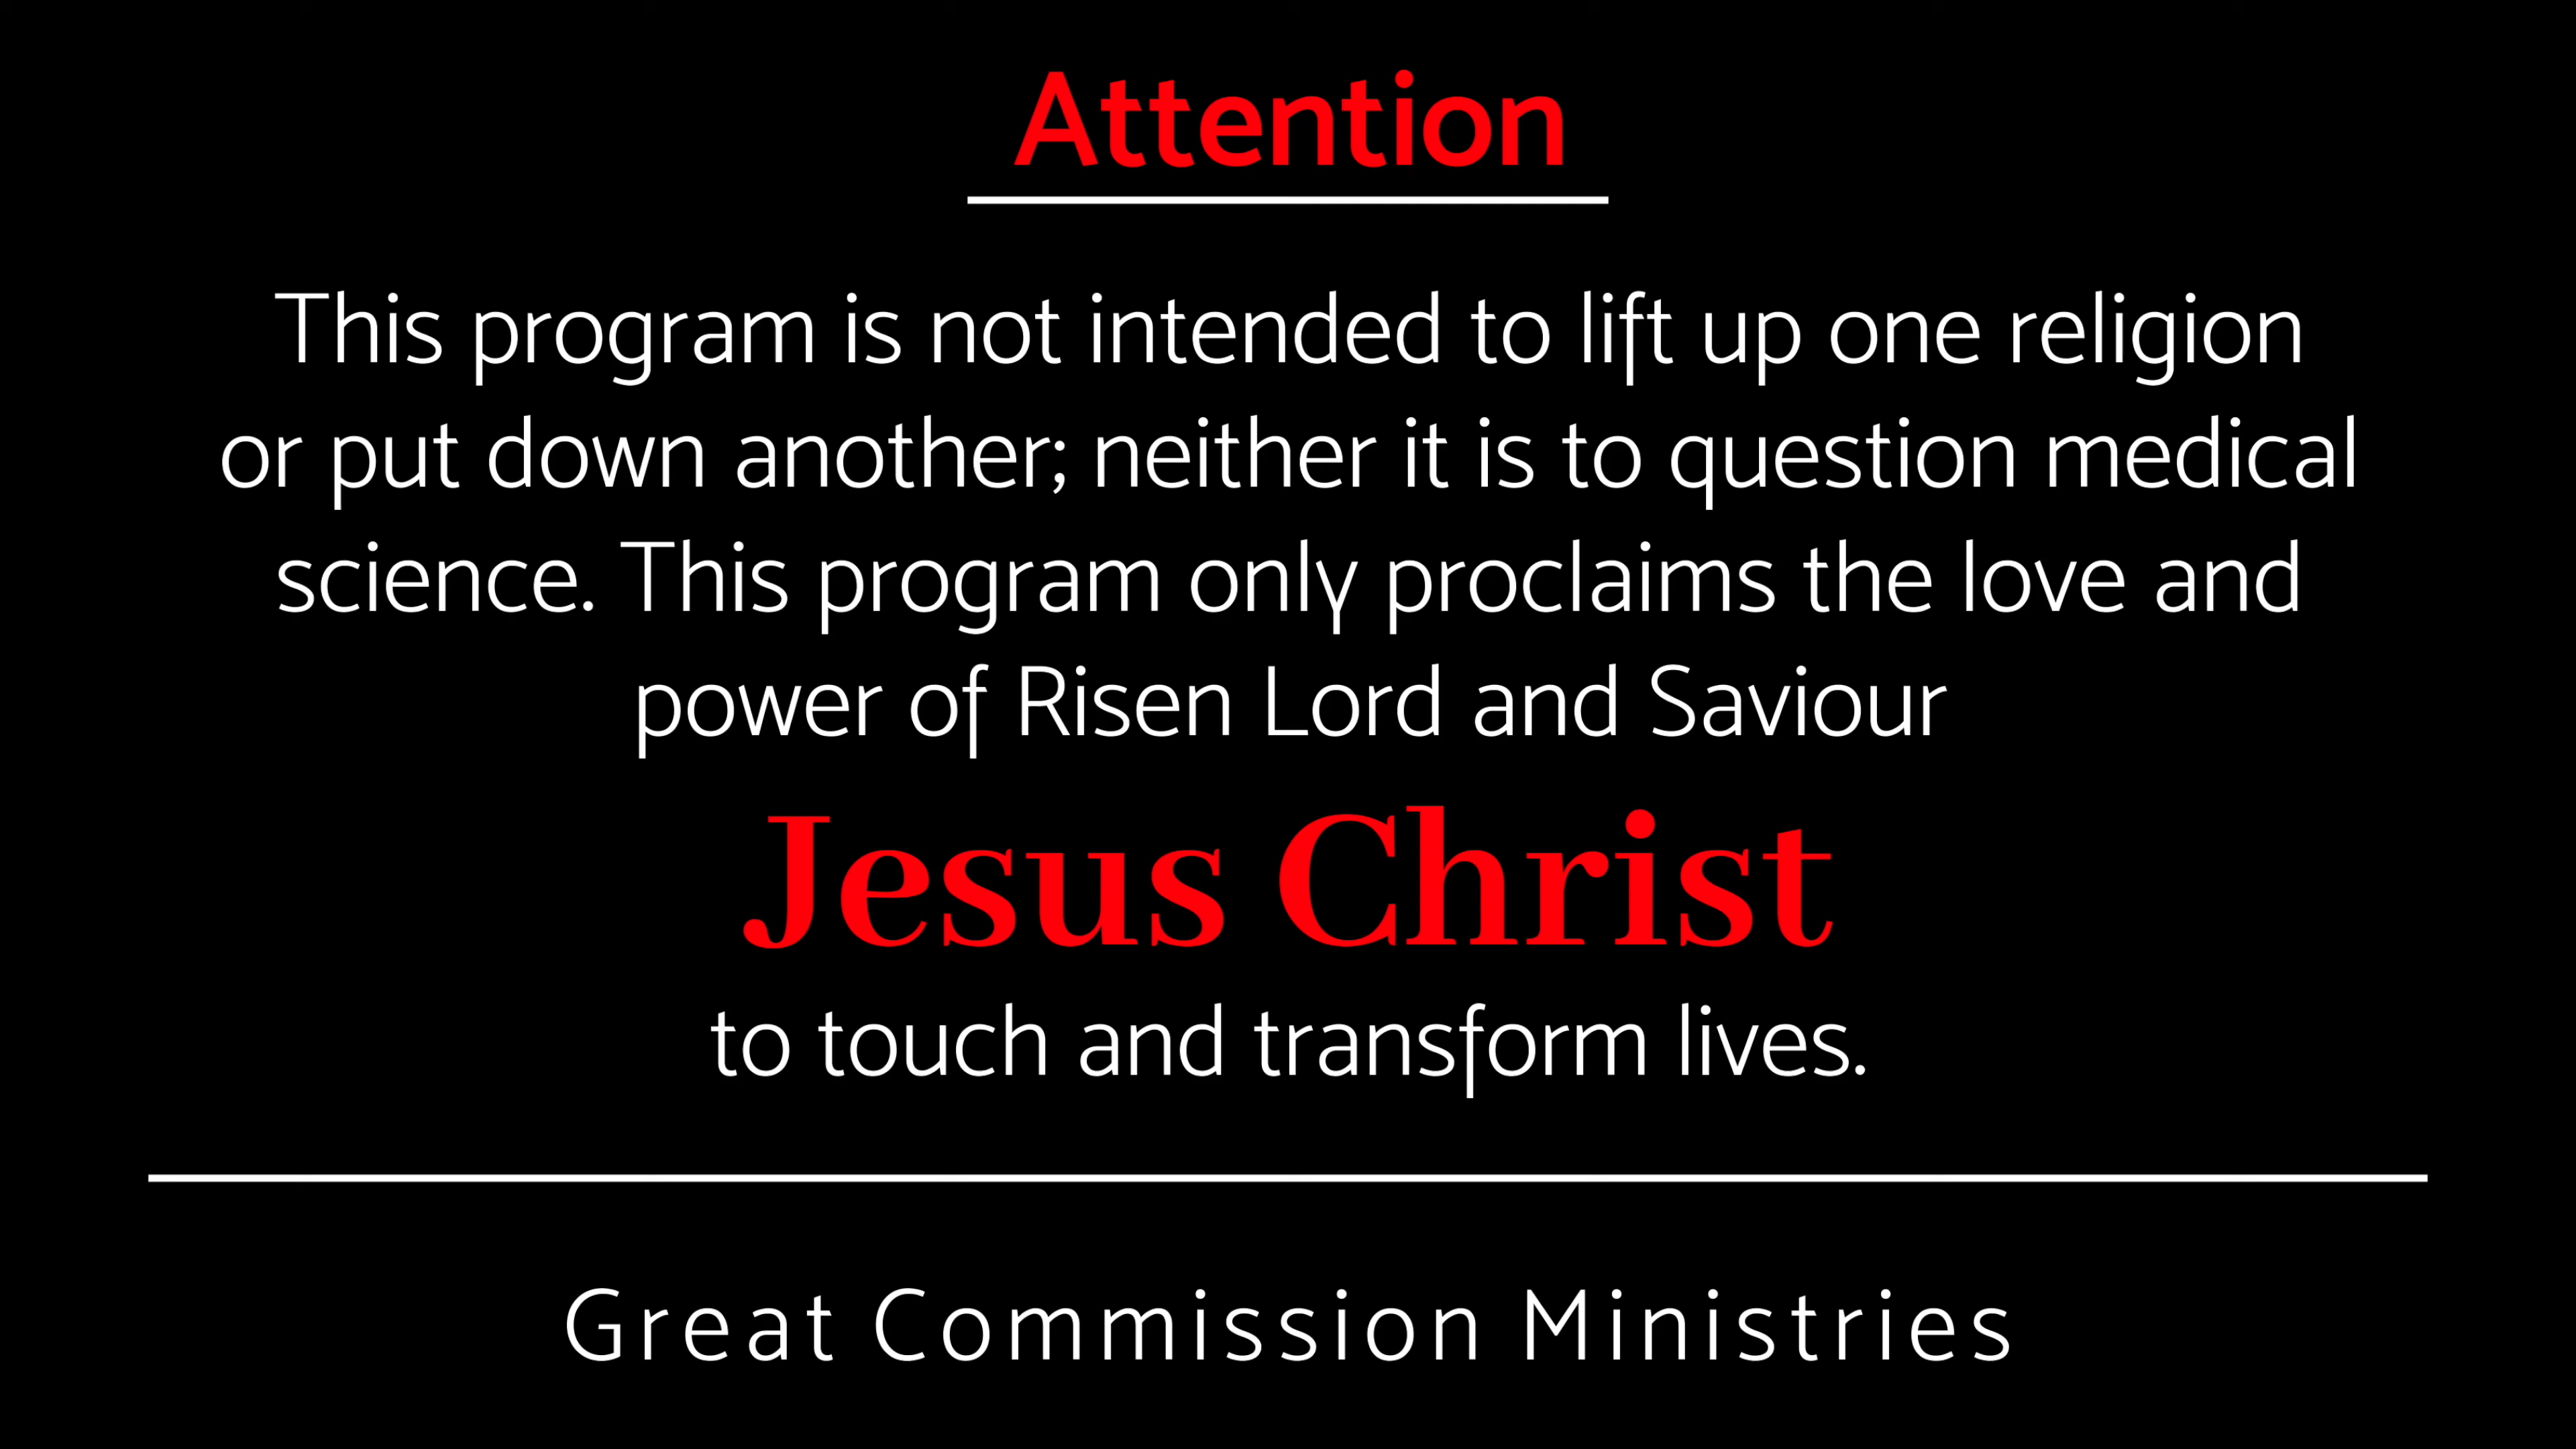 Attention
This program is not intended to lift up one religion
or put down another; neither it is to question medical
science. This program only proclaims the love and
power of Risen Lord and Saviour
Jesus Christ
to touch and transform lives.
Great Commission Ministries